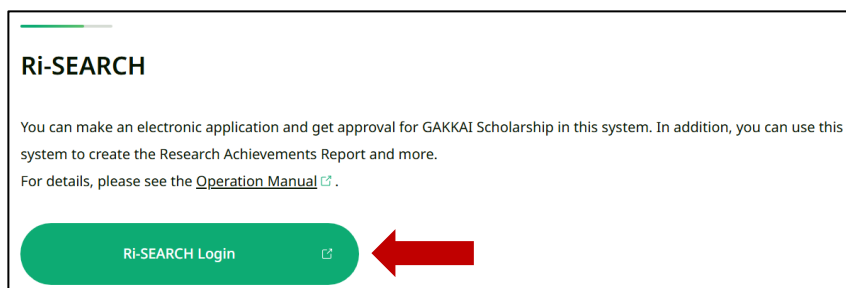 Ri-SEARCH
You can make an electronic application and get approval for GAKKAI Scholarship in this system. In addition, you can use this
system to create the Research Achievements Report and more.
For details, please see the Operation Manual .
Ri-SEARCH Login